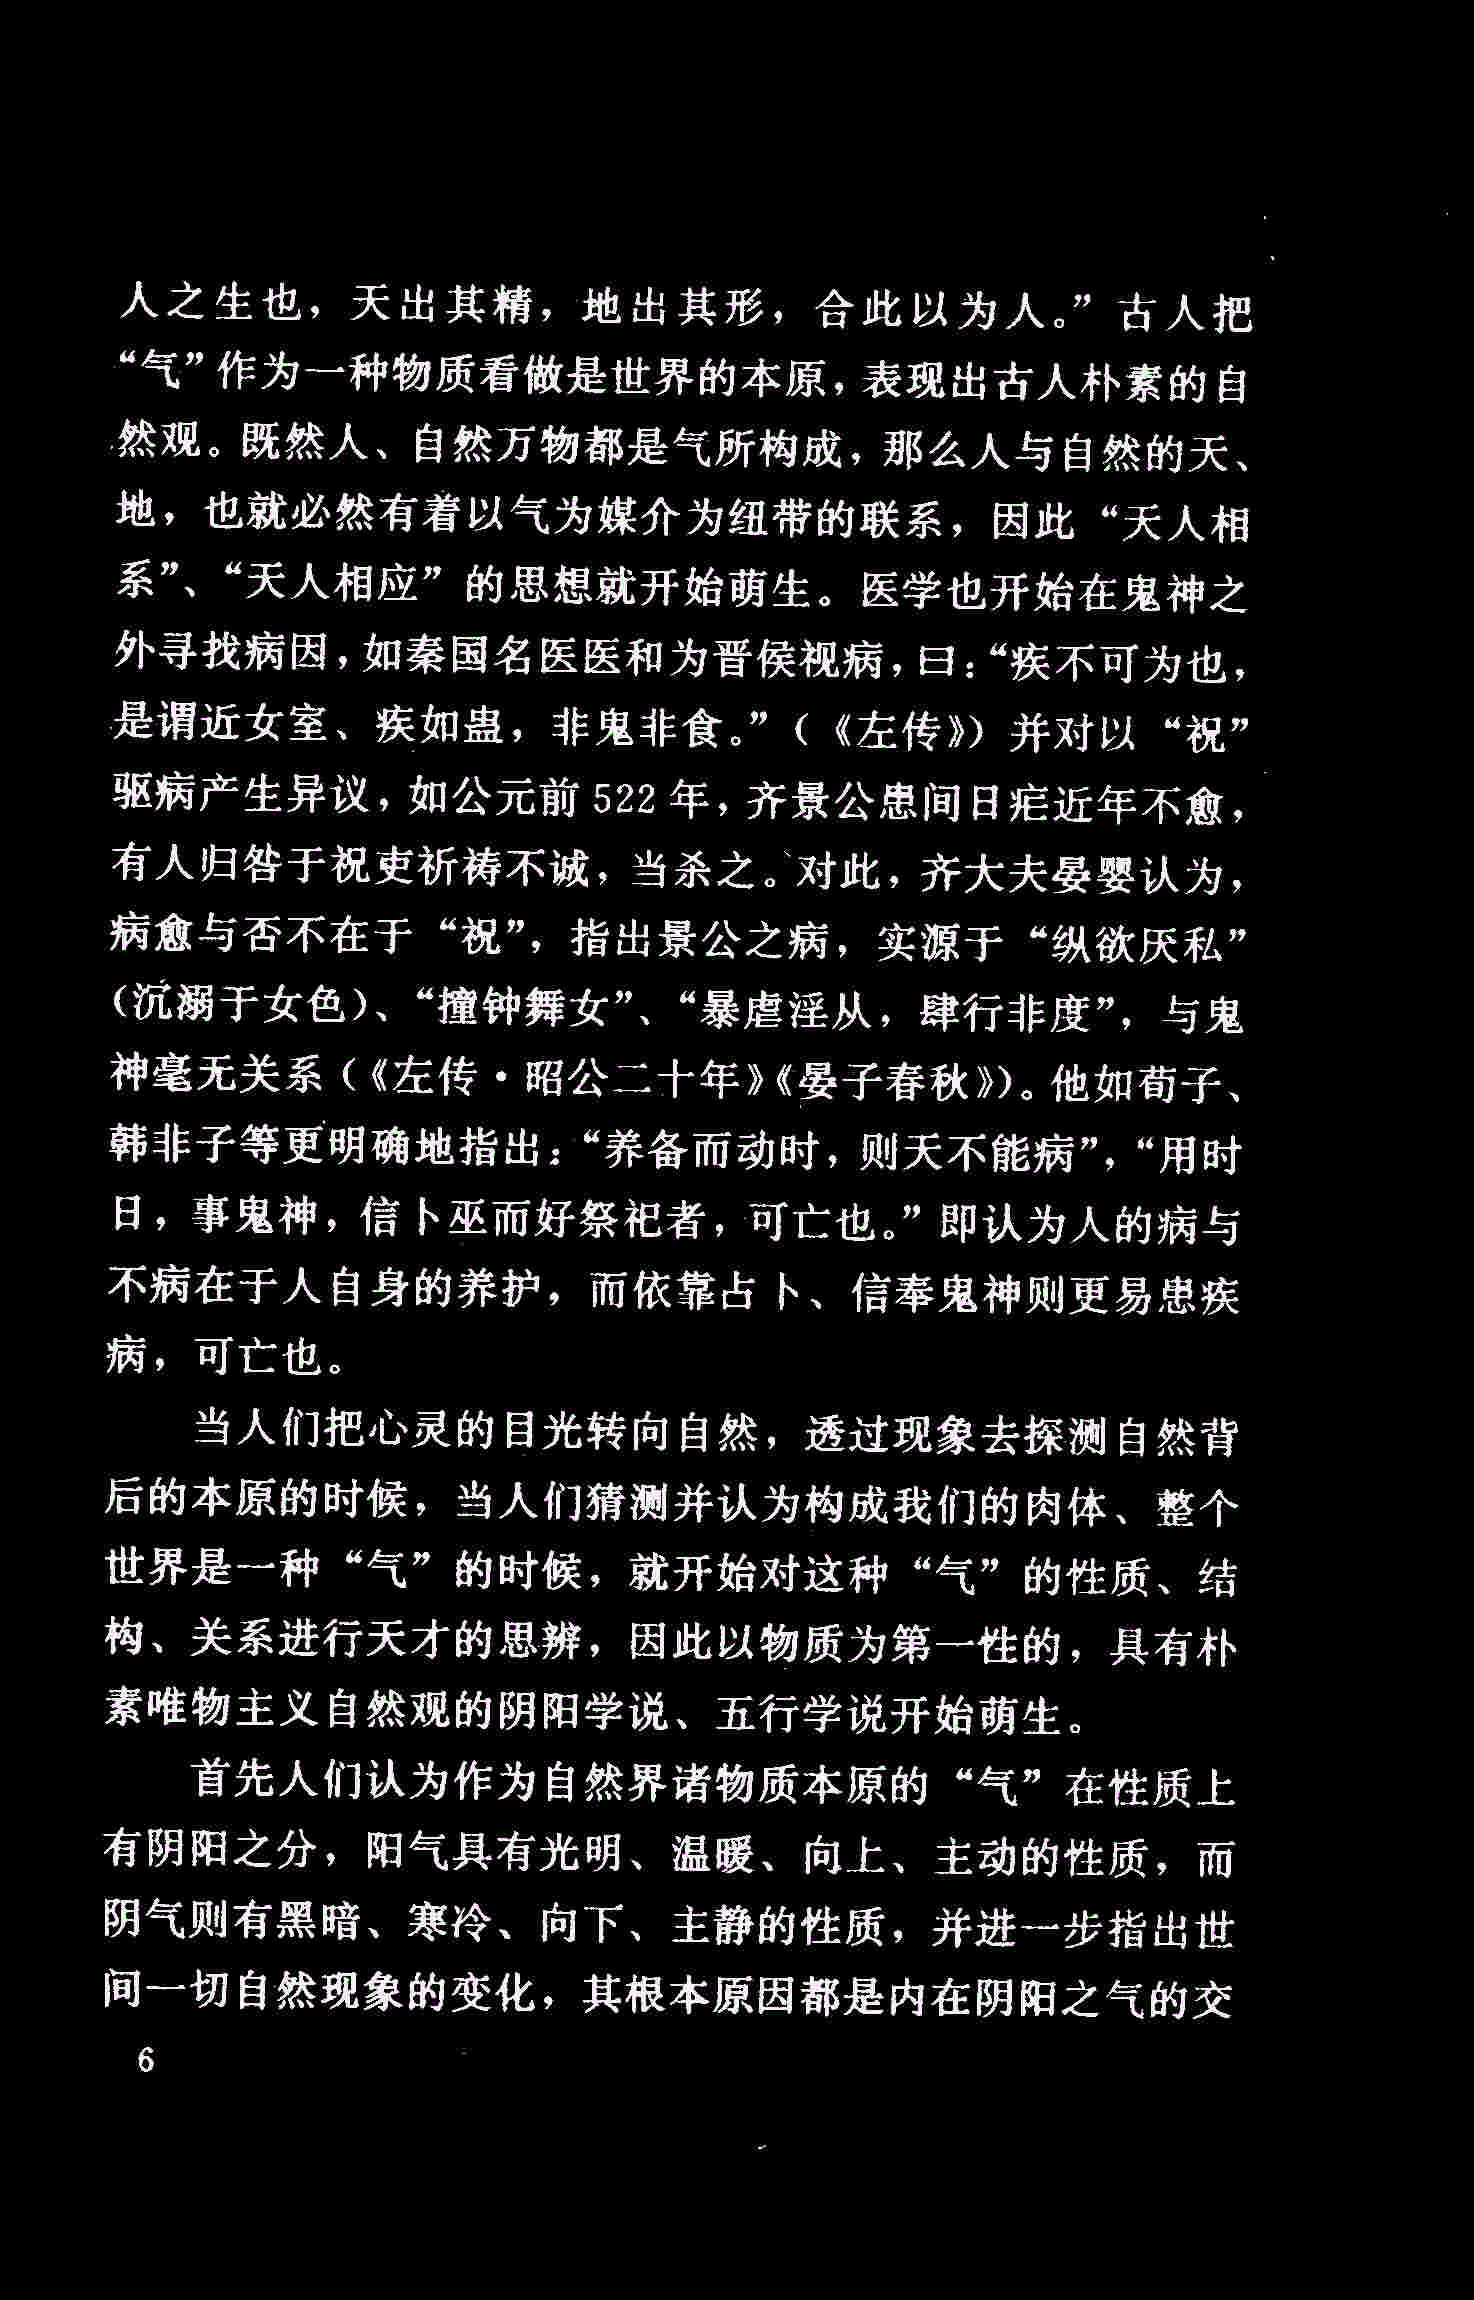 人之生也，天出其精，地出其形，合此以为人。”古人把
“气”作为一种物质看做是世界的本原，表现出古人朴素的自
然观。既然人、自然万物都是气所构成，那么人与自然的天、
地，也就必然有着以气为媒介为纽带的联系，因此“天人相
系”、“天人相应”的思想就开始萌生。医学也开始在鬼神之
外寻找病因，如秦国名医医和为晋侯视病，曰：“疾不可为也，
是谓近女室、疾如蛊，非鬼非食。”（《左传》）并对以“祝”
驱病产生异议，如公元前 522 年，齐景公患间日疟近年不愈，
有人归咎于祝吏祈祷不诚，当杀之。对此，齐大夫晏婴认为，
病愈与否不在于“祝”，指出景公之病，实源于“纵欲厌私”
（沉溺于女色）、“撞钟舞女”、“暴虐淫从，肆行非度”，与鬼
神毫无关系（《左传·昭公二十年》《晏子春秋》）。他如荀子、
韩非子等更明确地指出：“养备而动时，则天不能病”，“用时
日，事鬼神，信卜巫而好祭祀者，可亡也。”即认为人的病与
不病在于人自身的养护，而依靠占卜、信奉鬼神则更易患疾
病，可亡也。
当人们把心灵的目光转向自然，透过现象去探测自然背
后的本原的时候，当人们猜测并认为构成我们的肉体、整个
世界是一种“气”的时候，就开始对这种“气”的性质、结
构、关系进行天才的思辨，因此以物质为第一性的，具有朴
素唯物主义自然观的阴阳学说、五行学说开始萌生。
首先人们认为作为自然界诸物质本原的“气”在性质上
有阴阳之分，阳气具有光明、温暖、向上、主动的性质，而
阴气则有黑暗、寒冷、向下、主静的性质，并进一步指出世
间一切自然现象的变化，其根本原因都是内在阴阳之气的交
6